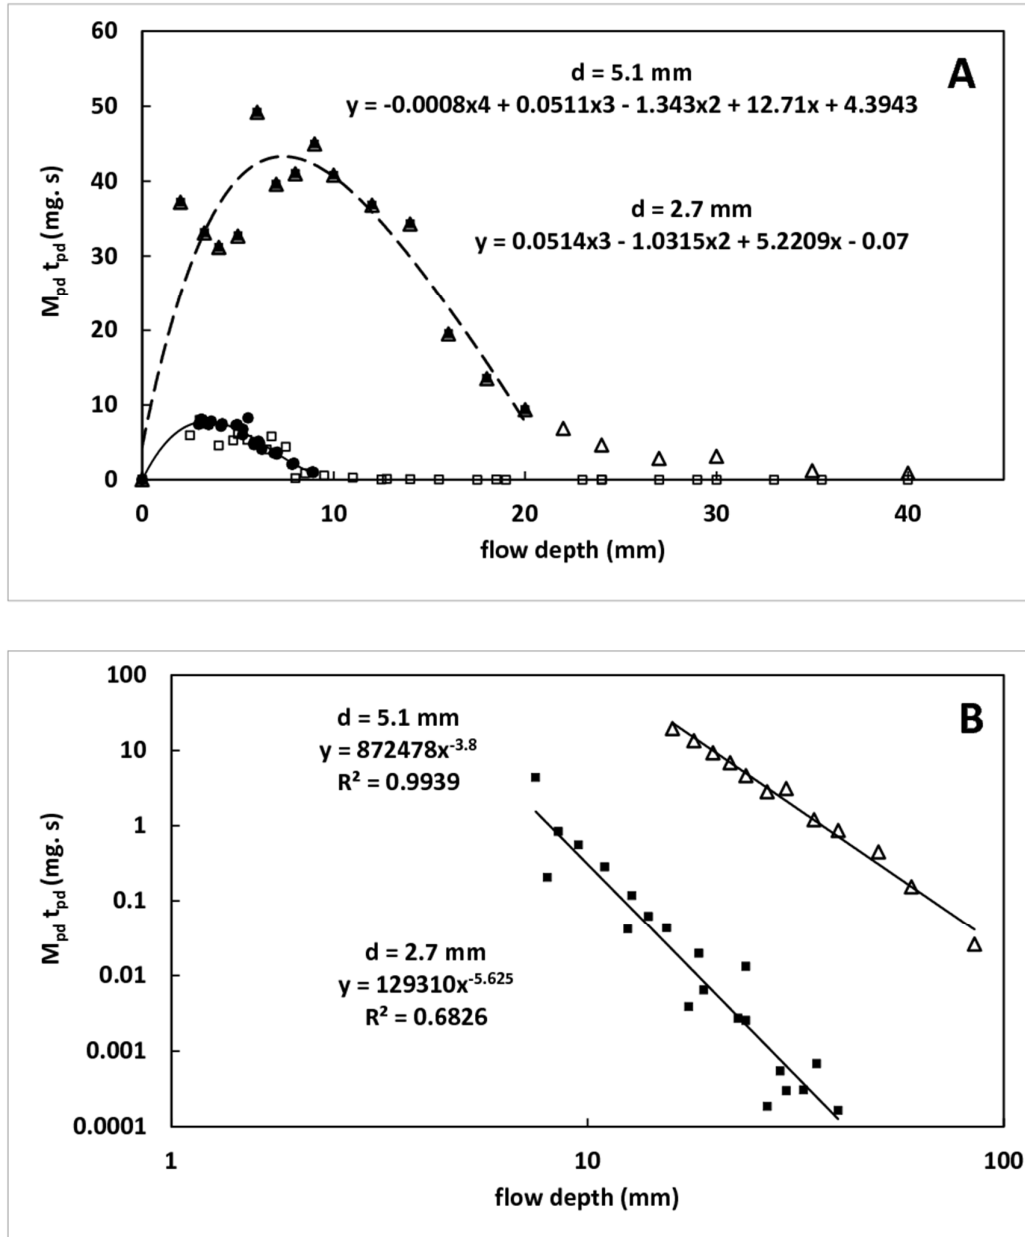 A
60
50
40
30
20
10
0
M_pd t_pd (mg. s)
d = 5.1 mm
y = -0.0008x4 + 0.0511x3 - 1.343x2 + 12.71x + 4.3943
d = 2.7 mm
y = 0.0514x3 - 1.0315x2 + 5.2209x - 0.07
0 10 20 30 40
flow depth (mm)
B
100
10
1
0.1
0.01
0.001
0.0001
M_pd t_pd (mg. s)
d = 5.1 mm
y = 872478x^-3.8
R² = 0.9939
d = 2.7 mm
y = 129310x^-5.625
R² = 0.6826
1 10 100
flow depth (mm)